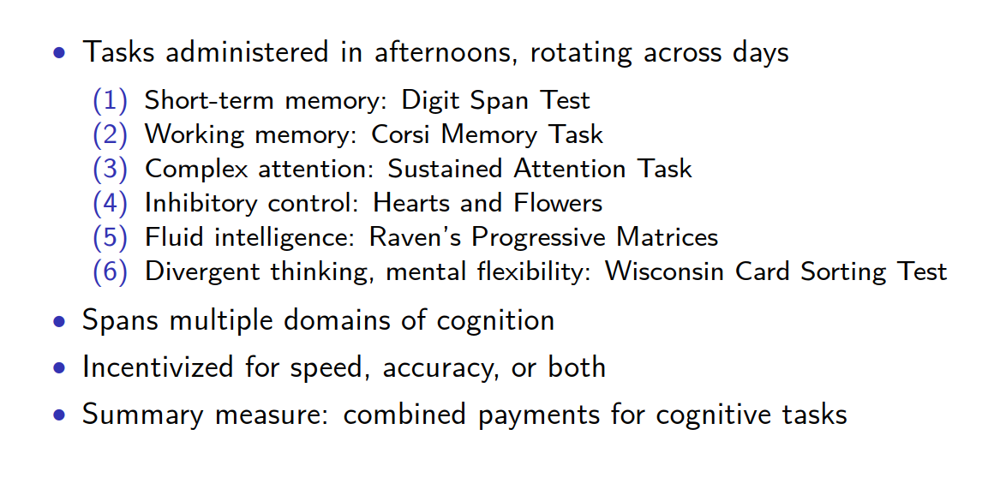 • Tasks administered in afternoons, rotating across days
(1) Short-term memory: Digit Span Test
(2) Working memory: Corsi Memory Task
(3) Complex attention: Sustained Attention Task
(4) Inhibitory control: Hearts and Flowers
(5) Fluid intelligence: Raven's Progressive Matrices
(6) Divergent thinking, mental flexibility: Wisconsin Card Sorting Test
• Spans multiple domains of cognition
• Incentivized for speed, accuracy, or both
• Summary measure: combined payments for cognitive tasks